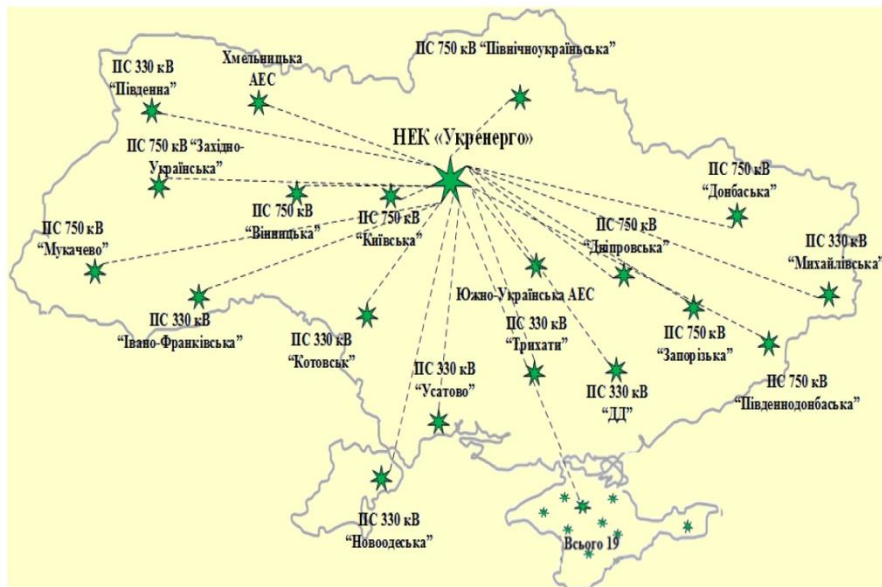 ПС 750 кВ “Північноукраїньська”
ПС 330 кВ
“Південна”
Хмельницька
АЕС
НЕК «Укренерго»
ПС 750 кВ “Західно-
Українська”
ПС 750 кВ
“Донбаська”
ПС 750 кВ
“Вінницька”
ПС 750 кВ
“Київська”
ПС 750 кВ
“Дніпровська”
ПС 750 кВ
“Мукачево”
ПС 330 кВ
“Михайлівська”
Южно-Українська АЕС
ПС 330 кВ
“Івано-Франківська”
ПС 330 кВ
“Котовськ”
ПС 330 кВ
“Трихати”
ПС 750 кВ
“Запорізька”
ПС 330 кВ
“Усатово”
ПС 330 кВ
“ДД”
ПС 750 кВ
“Південнодонбаська”
ПС 330 кВ
“Новоодеська”
Всього 19